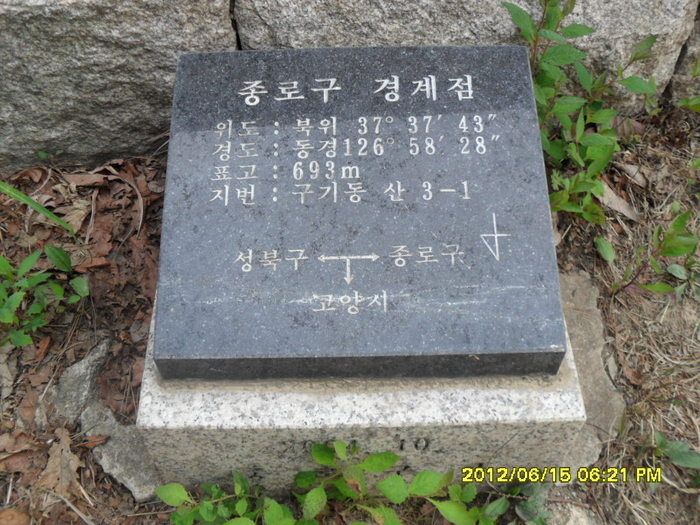 종로구 경계점
위도 : 북위 37° 37′ 43″
경도 : 동경126° 58′ 28″
표고 : 693m
지번 : 구기동 산 3-1
성북구 종로구
고양시
10
2012/06/15 06:21 PM